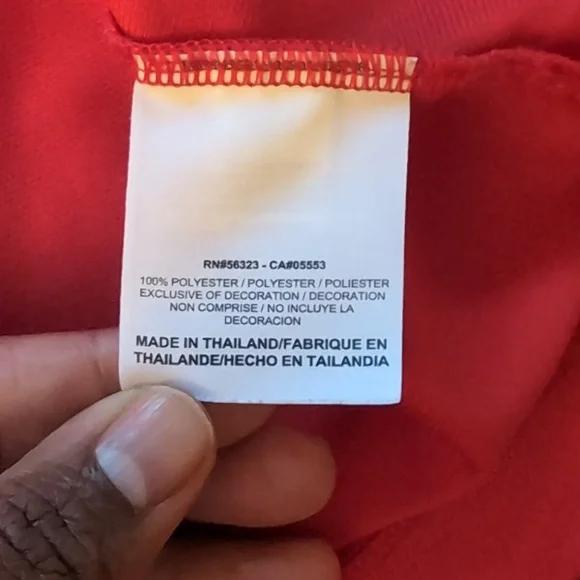 RN#56323 - CA#05553
100% POLYESTER / POLYESTER / POLIESTER
EXCLUSIVE OF DECORATION / DECORATION
NON COMPRISE / NO INCLUYE LA
DECORACION
MADE IN THAILAND/FABRIQUE EN
THAILANDE/HECHO EN TAILANDIA